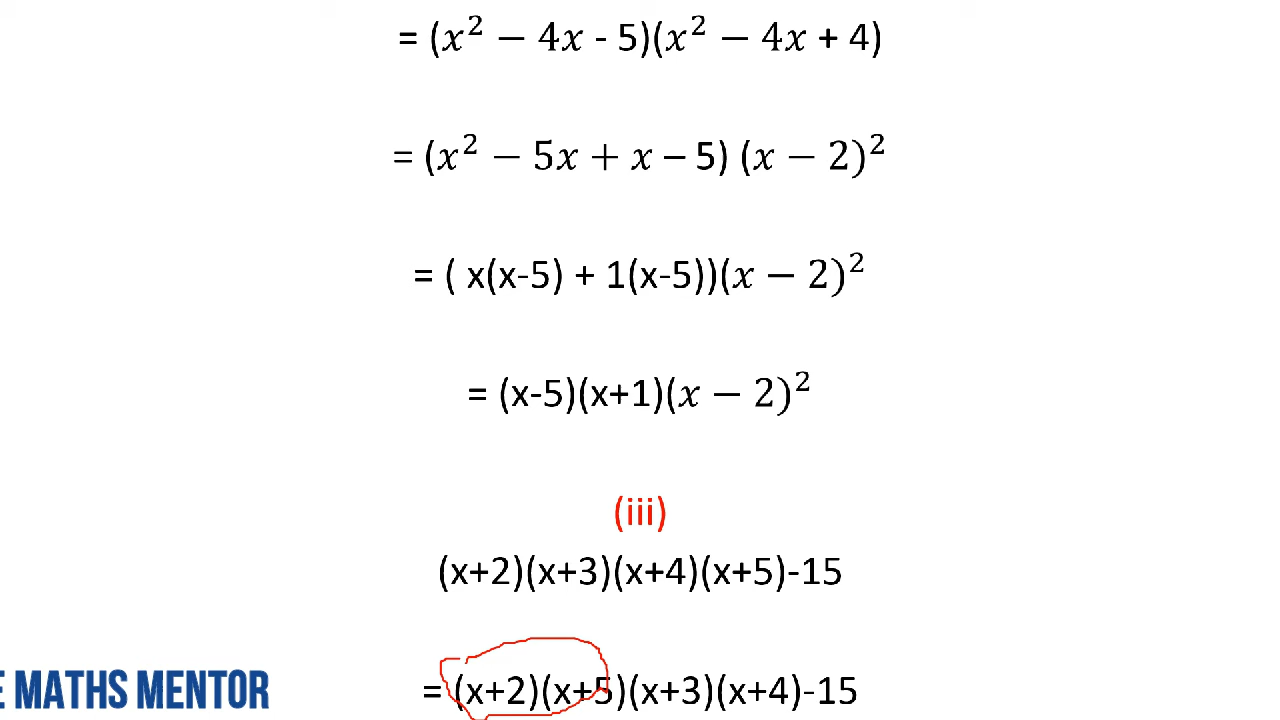 = (x² − 4x - 5)(x² − 4x + 4)
= (x² − 5x + x – 5) (x − 2)²
= ( x(x-5) + 1(x-5))(x − 2)²
= (x-5)(x+1)(x − 2)²
(iii)
(x+2)(x+3)(x+4)(x+5)-15
= (x+2)(x+5)(x+3)(x+4)-15
E MATHS MENTOR